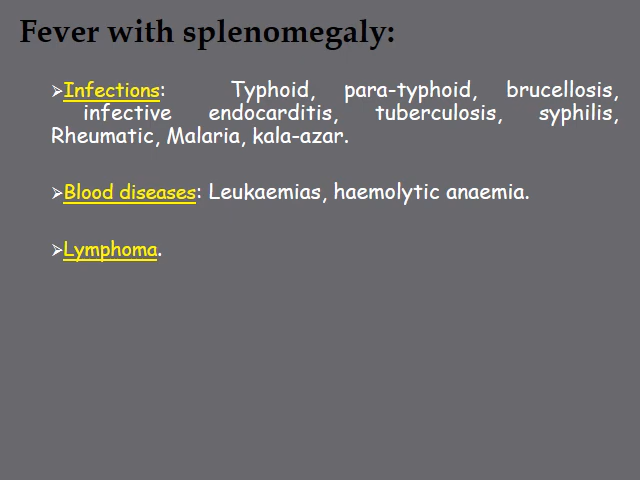 Fever with splenomegaly:
➢Infections: Typhoid, para-typhoid, brucellosis,
infective endocarditis, tuberculosis, syphilis,
Rheumatic, Malaria, kala-azar.
➢Blood diseases: Leukaemias, haemolytic anaemia.
➢Lymphoma.